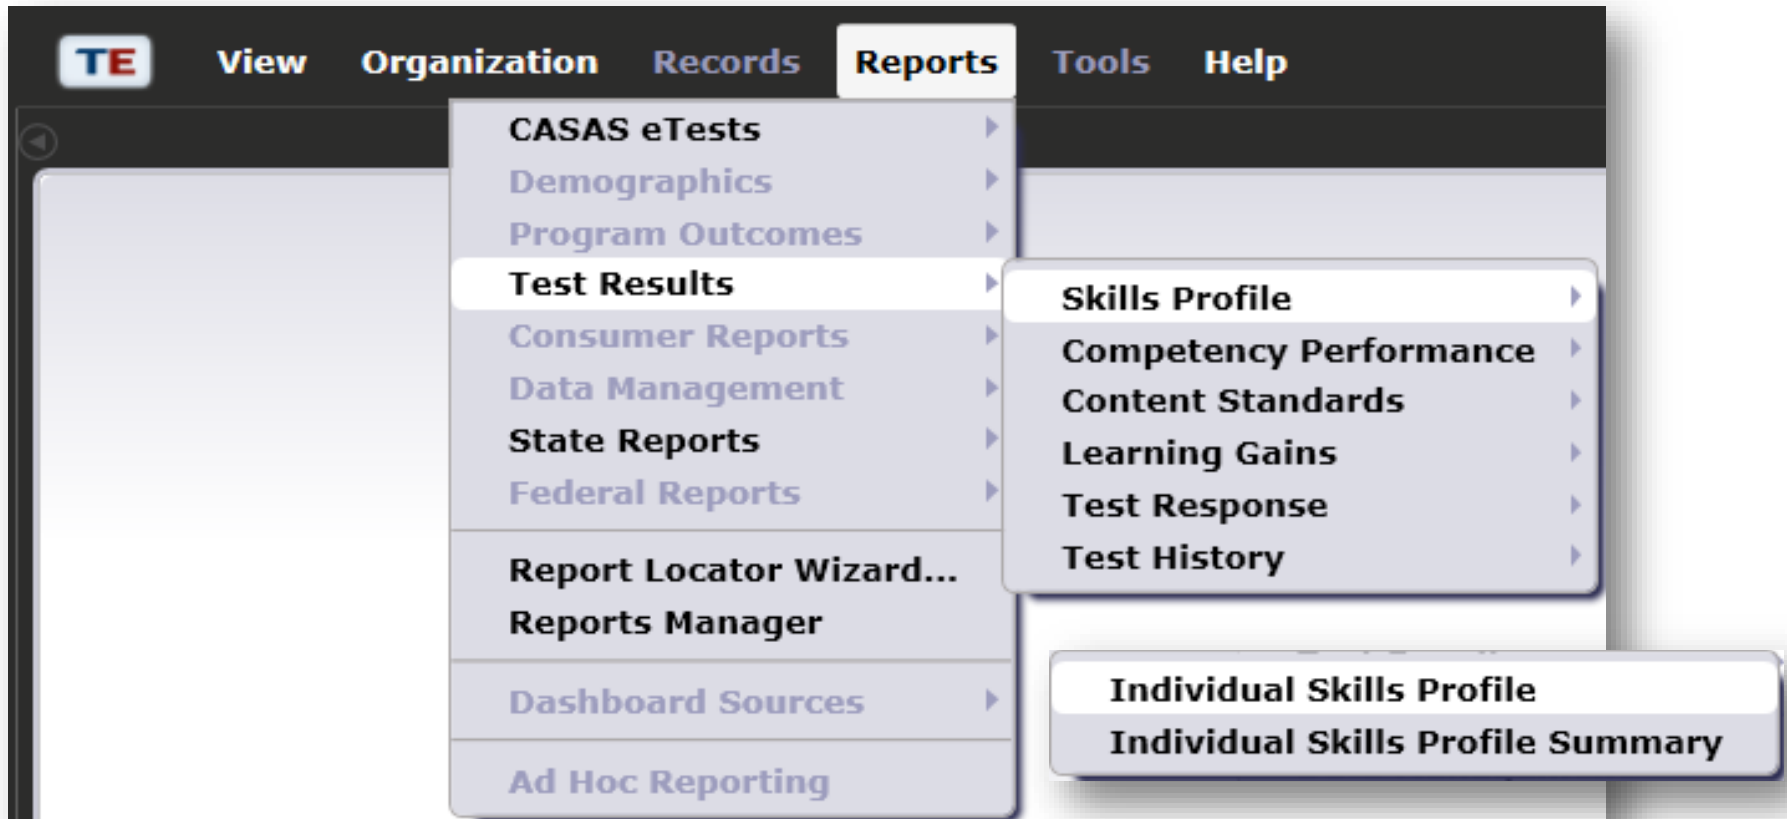 TE View Organization Records Reports Tools Help
CASAS eTests
Demographics
Program Outcomes
Test Results
Consumer Reports
Data Management
State Reports
Federal Reports
Report Locator Wizard...
Reports Manager
Dashboard Sources
Ad Hoc Reporting
Skills Profile
Competency Performance
Content Standards
Learning Gains
Test Response
Test History
Individual Skills Profile
Individual Skills Profile Summary